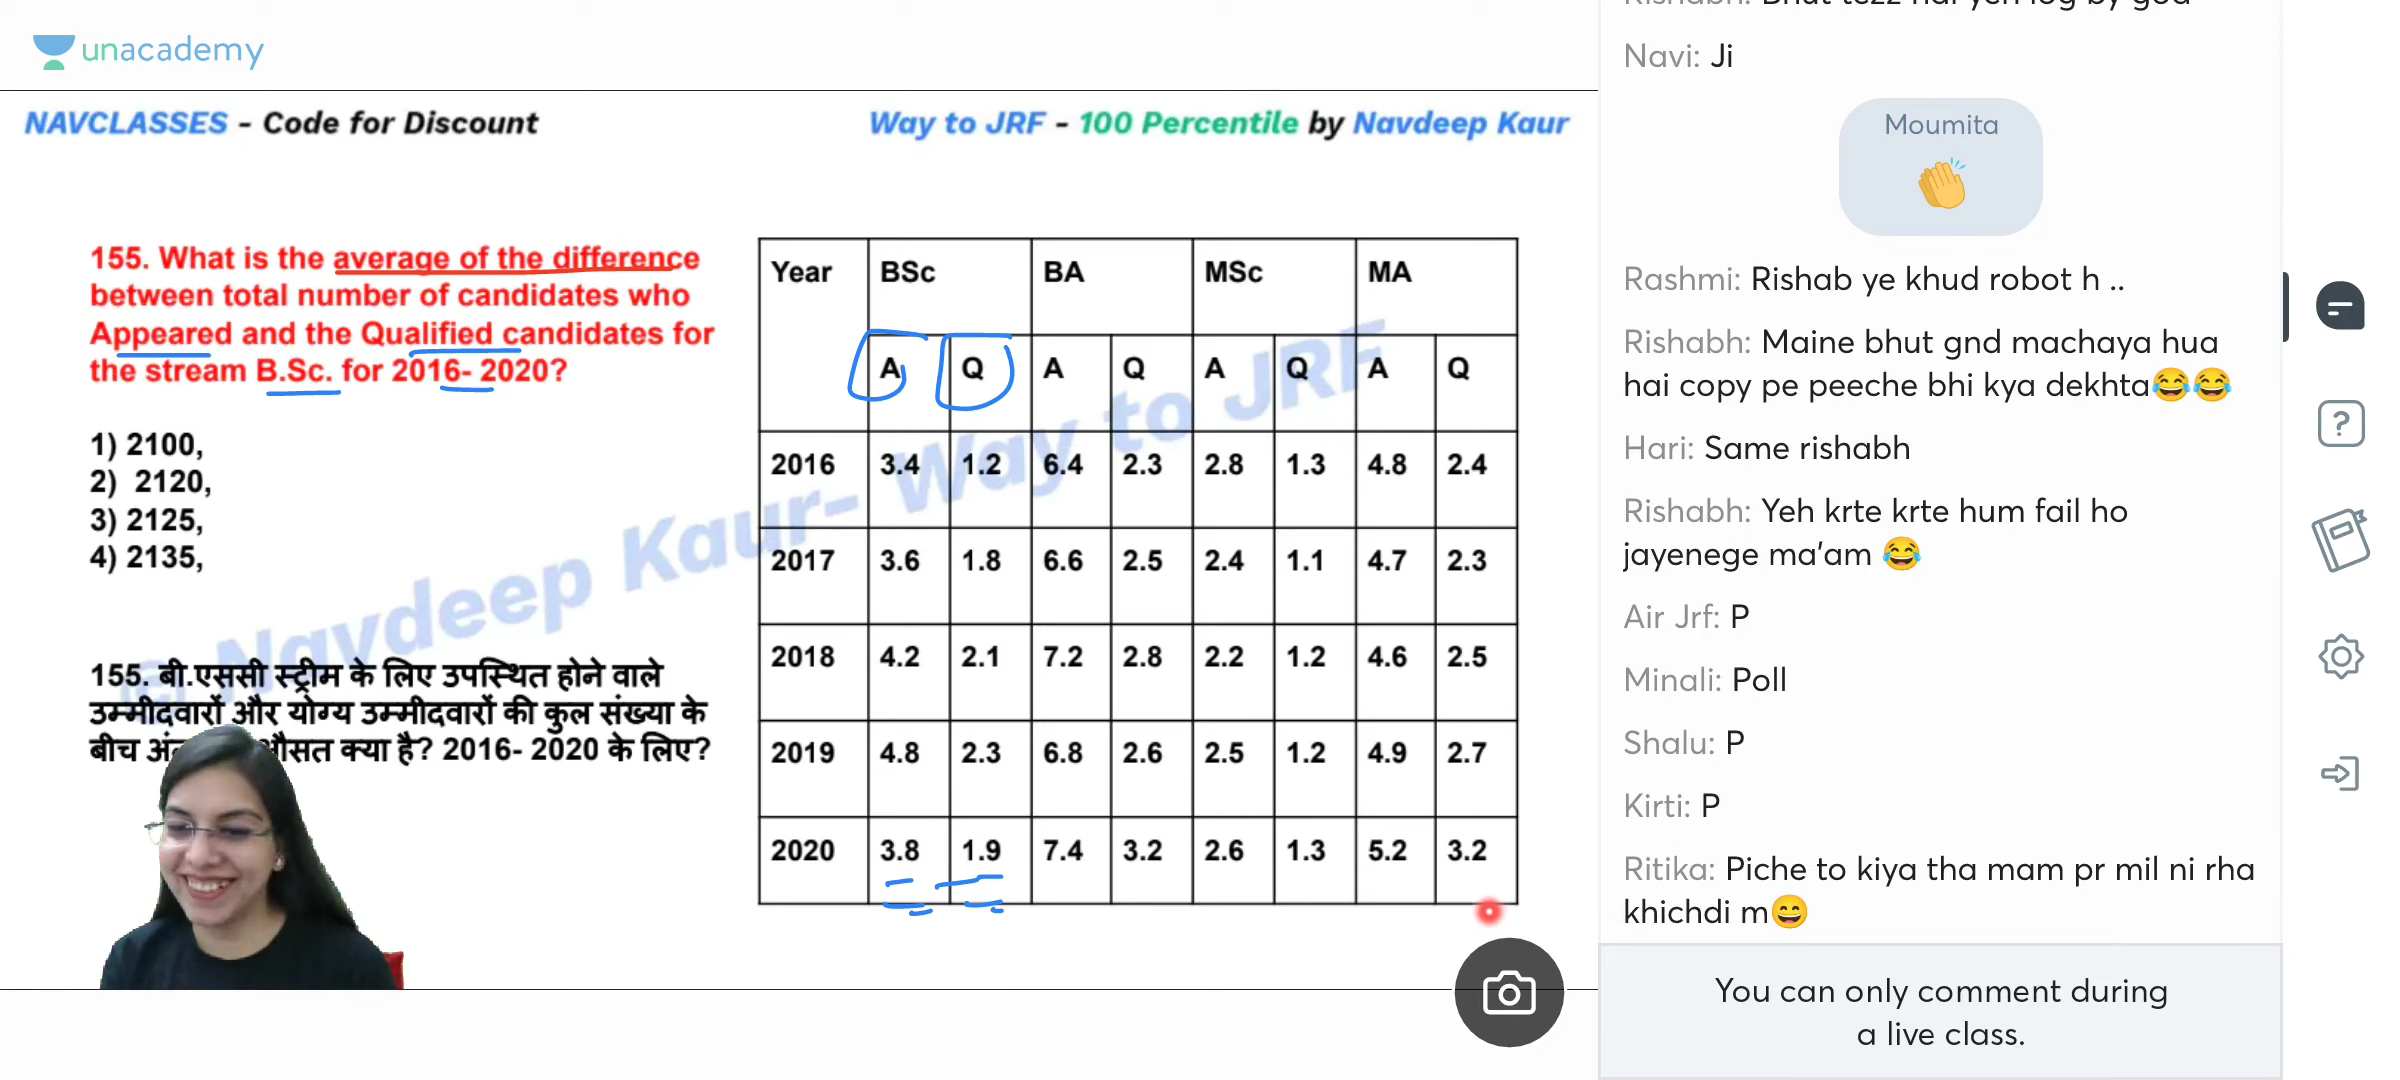 Rishabh: Bhut tezz hai yeh log by god
unacademy
Navi: Ji
NAVCLASSES - Code for Discount
Way to JRF - 100 Percentile by Navdeep Kaur
Moumita
155. What is the average of the difference
between total number of candidates who
Appeared and the Qualified candidates for
the stream B.Sc. for 2016- 2020?
1) 2100,
2) 2120,
3) 2125,
4) 2135,
155. बी.एससी स्ट्रीम के लिए उपस्थित होने वाले
उम्मीदवारों और योग्य उम्मीदवारों की कुल संख्या के
बीच औसत क्या है? 2016- 2020 के लिए?
© Navdeep Kaur- Way to JRF
Year BSc BA MSc MA
A Q A Q A Q A Q
2016 3.4 1.2 6.4 2.3 2.8 1.3 4.8 2.4
2017 3.6 1.8 6.6 2.5 2.4 1.1 4.7 2.3
2018 4.2 2.1 7.2 2.8 2.2 1.2 4.6 2.5
2019 4.8 2.3 6.8 2.6 2.5 1.2 4.9 2.7
2020 3.8 1.9 7.4 3.2 2.6 1.3 5.2 3.2
Rashmi: Rishab ye khud robot h ..
Rishabh: Maine bhut gnd machaya hua
hai copy pe peeche bhi kya dekhta😂😂
Hari: Same rishabh
Rishabh: Yeh krte krte hum fail ho
jayenege ma'am 😂
Air Jrf: P
Minali: Poll
Shalu: P
Kirti: P
Ritika: Piche to kiya tha mam pr mil ni rha
khichdi m😄
You can only comment during
a live class.
?